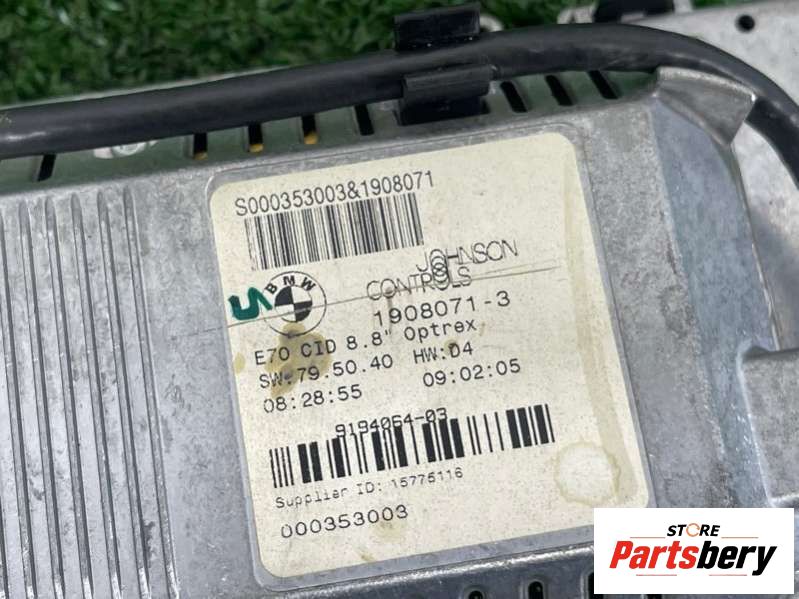 S000353003&1908071
BMW
JOHNSON
CONTROLS
1908071-3
E70 CID 8.8" Optrex
SW:79.50.40 HW:04
08:28:55 09:02:05
9194064-03
Supplier ID: 15775116
000353003
STORE
Partsbery